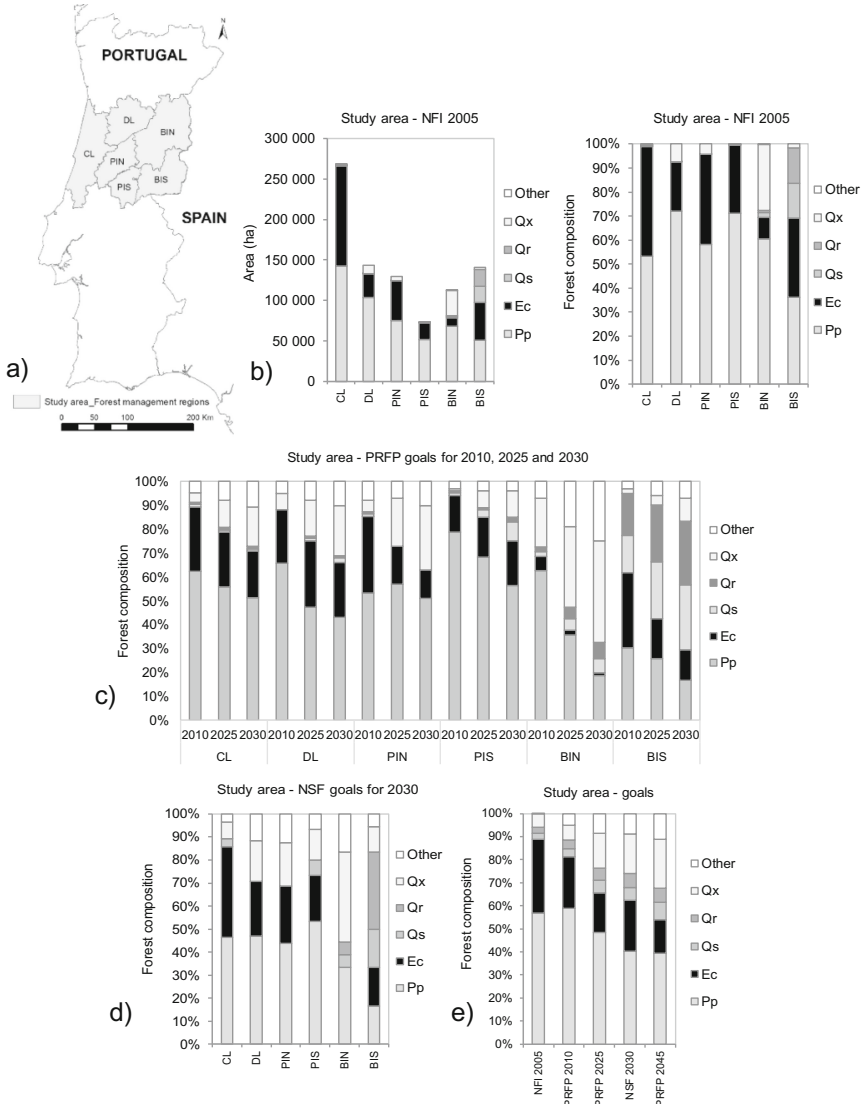 N
PORTUGAL
DL
BIN
CL
PIN
PIS
BIS
SPAIN
a)
Study area_Forest management regions
0 50 100 200 Km
Study area - NFI 2005
300 000
250 000
200 000
150 000
100 000
50 000
0
Area (ha)
CL
DL
PIN
PIS
BIN
BIS
Other
Qx
Qr
Qs
Ec
Pp
b)
Study area - NFI 2005
100%
90%
80%
70%
60%
50%
40%
30%
20%
10%
0%
Forest composition
CL
DL
PIN
PIS
BIN
BIS
Other
Qx
Qr
Qs
Ec
Pp
Study area - PRFP goals for 2010, 2025 and 2030
100%
90%
80%
70%
60%
50%
40%
30%
20%
10%
0%
Forest composition
2010 2025 2030 2010 2025 2030 2010 2025 2030 2010 2025 2030 2010 2025 2030 2010 2025 2030
CL DL PIN PIS BIN BIS
Other
Qx
Qr
Qs
Ec
Pp
c)
Study area - NSF goals for 2030
100%
90%
80%
70%
60%
50%
40%
30%
20%
10%
0%
Forest composition
CL
DL
PIN
PIS
BIN
BIS
Other
Qx
Qr
Qs
Ec
Pp
d)
Study area - goals
100%
90%
80%
70%
60%
50%
40%
30%
20%
10%
0%
Forest composition
NFI 2005
PRFP 2010
PRFP 2025
NSF 2030
PRFP 2045
Other
Qx
Qr
Qs
Ec
Pp
e)